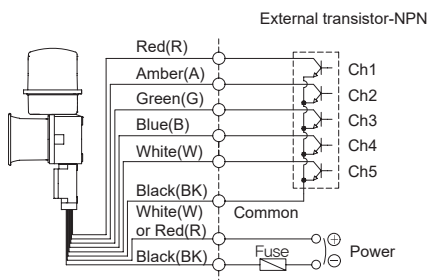 External transistor-NPN
Red(R)
Amber(A)
Green(G)
Blue(B)
White(W)
Black(BK)
White(W)
or Red(R)
Black(BK)
Ch1
Ch2
Ch3
Ch4
Ch5
Common
Fuse
Power